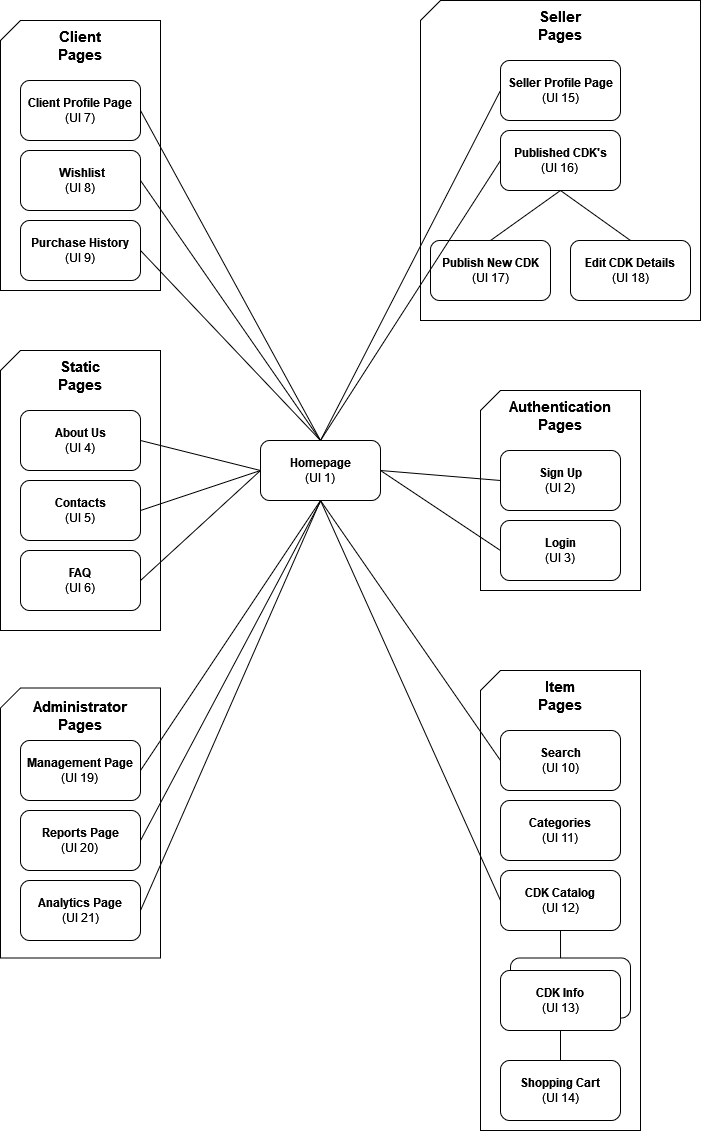 Client
Pages
Client Profile Page
(UI 7)
Wishlist
(UI 8)
Purchase History
(UI 9)
Seller
Pages
Seller Profile Page
(UI 15)
Published CDK's
(UI 16)
Publish New CDK
(UI 17)
Edit CDK Details
(UI 18)
Static
Pages
About Us
(UI 4)
Contacts
(UI 5)
FAQ
(UI 6)
Homepage
(UI 1)
Authentication
Pages
Sign Up
(UI 2)
Login
(UI 3)
Administrator
Pages
Management Page
(UI 19)
Reports Page
(UI 20)
Analytics Page
(UI 21)
Item
Pages
Search
(UI 10)
Categories
(UI 11)
CDK Catalog
(UI 12)
CDK Info
(UI 13)
Shopping Cart
(UI 14)